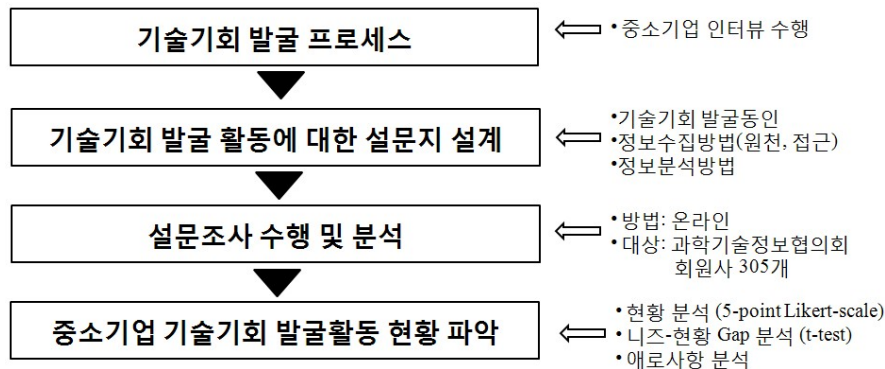 기술기회 발굴 프로세스
• 중소기업 인터뷰 수행
기술기회 발굴 활동에 대한 설문지 설계
•기술기회 발굴동인
•정보수집방법(원천, 접근)
•정보분석방법
설문조사 수행 및 분석
• 방법: 온라인
• 대상: 과학기술정보협의회
회원사 305개
중소기업 기술기회 발굴활동 현황 파악
• 현황 분석 (5-point Likert-scale)
• 니즈-현황 Gap 분석 (t-test)
• 애로사항 분석